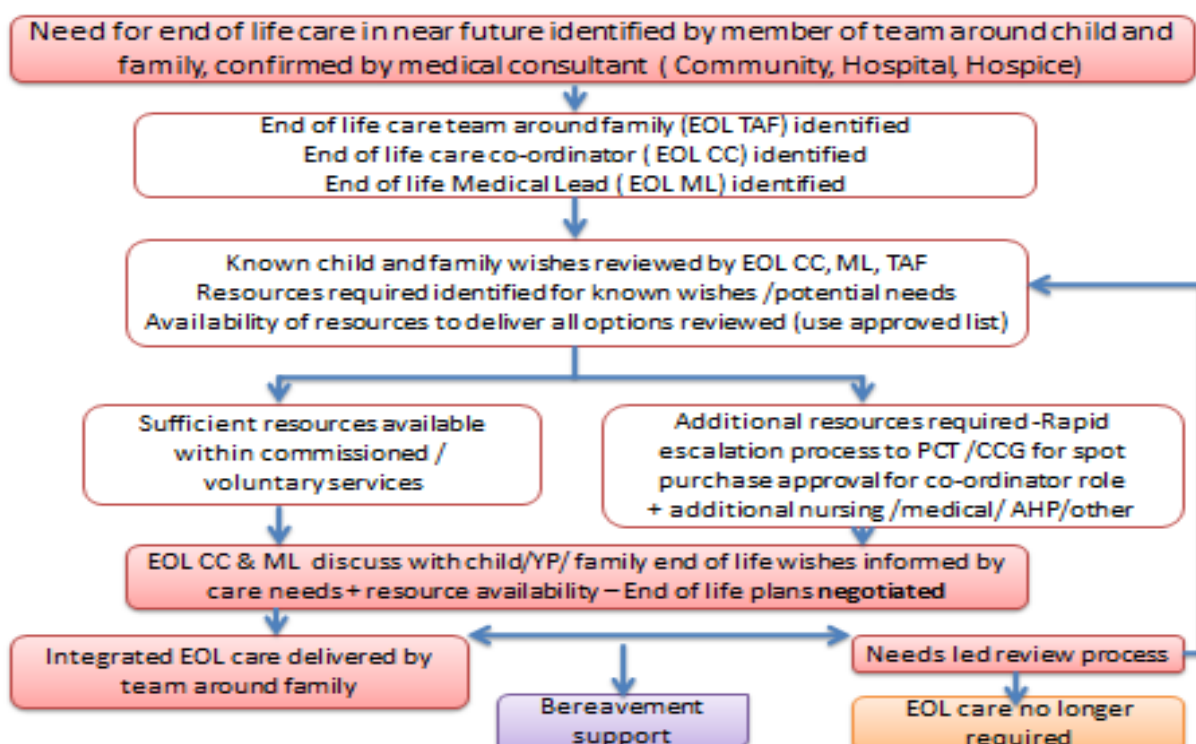 Need for end of life care in near future identified by member of team around child and
family, confirmed by medical consultant ( Community, Hospital, Hospice)
End of life care team around family (EOL TAF) identified
End of life care co-ordinator ( EOL CC) identified
End of life Medical Lead ( EOL ML) identified
Known child and family wishes reviewed by EOL CC, ML, TAF
Resources required identified for known wishes /potential needs
Availability of resources to deliver all options reviewed (use approved list)
Sufficient resources available
within commissioned /
voluntary services
Additional resources required -Rapid
escalation process to PCT /CCG for spot
purchase approval for co-ordinator role
+ additional nursing /medical/ AHP/other
EOL CC & ML discuss with child/YP/ family end of life wishes informed by
care needs + resource availability – End of life plans negotiated
Integrated EOL care delivered by
team around family
Needs led review process
Bereavement
support
EOL care no longer
required